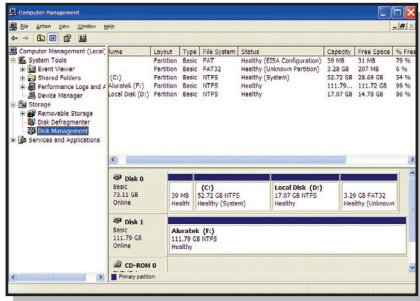 Computer Management
File Action View Window Help
Computer Management (Local)
System Tools
Event Viewer
Shared Folders
Performance Logs and A
Device Manager
Storage
Removable Storage
Disk Defragmenter
Disk Management
Services and Applications
lume Layout Type File System Status Capacity Free Space % Free
Partition Basic FAT Healthy (EISA Configuration) 39 MB 31 MB 79 %
Partition Basic FAT32 Healthy (Unknown Partition) 3.28 GB 207 MB 6 %
(C:) Partition Basic NTFS Healthy (System) 52.72 GB 28.69 GB 54 %
Aluratek (F:) Partition Basic NTFS Healthy 111.79... 111.72 GB 99 %
Local Disk (D:) Partition Basic NTFS Healthy 17.07 GB 14.78 GB 86 %
Disk 0
Basic
73.11 GB
Online
39 MB
Health
(C:)
52.72 GB NTFS
Healthy (System)
Local Disk (D:)
17.07 GB NTFS
Healthy
3.29 GB FAT32
Healthy (Unknown
Disk 1
Basic
111.79 GB
Online
Aluratek (F:)
111.79 GB NTFS
Healthy
CD-ROM 0
Primary partition